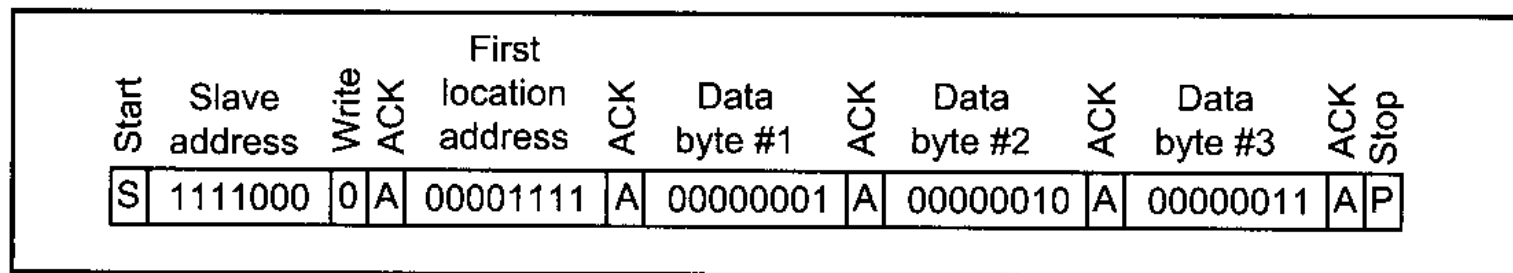 Start Slave address Write ACK First location address ACK Data byte #1 ACK Data byte #2 ACK Data byte #3 ACK Stop
S 1111000 0 A 00001111 A 00000001 A 00000010 A 00000011 A P